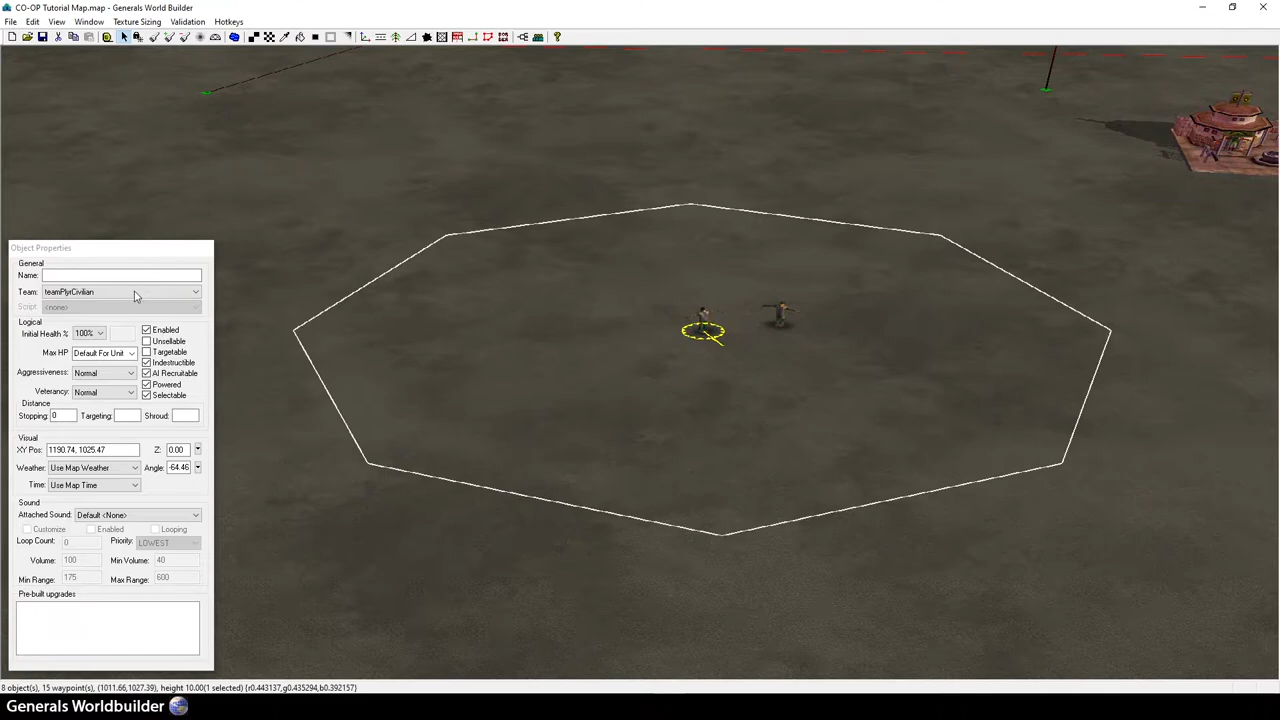 CO-OP Tutorial Map.map - Generals World Builder
File Edit View Window Texture Sizing Validation Hotkeys
Object Properties
General
Name:
Team: teamPlyrCivilian
Script: <none>
Logical
Initial Health % 100%
Enabled
Unsellable
Max HP Default For Unit
Targetable
Indestructible
Aggressiveness: Normal
AI Recruitable
Powered
Veterancy: Normal
Selectable
Distance
Stopping: 0 Targeting: Shroud:
Visual
XY Pos: 1190.74, 1025.47 Z: 0.00
Weather: Use Map Weather Angle: -64.46
Time: Use Map Time
Sound
Attached Sound: Default <None>
Customize Enabled Looping
Loop Count: 0 Priority: LOWEST
Volume: 100 Min Volume: 40
Min Range: 175 Max Range: 600
Pre-built upgrades
8 object(s), 15 waypoint(s), (1011.66,1027.39), height 10.00(1 selected) {r0.443137,g0.435294,b0.392157}
Generals Worldbuilder